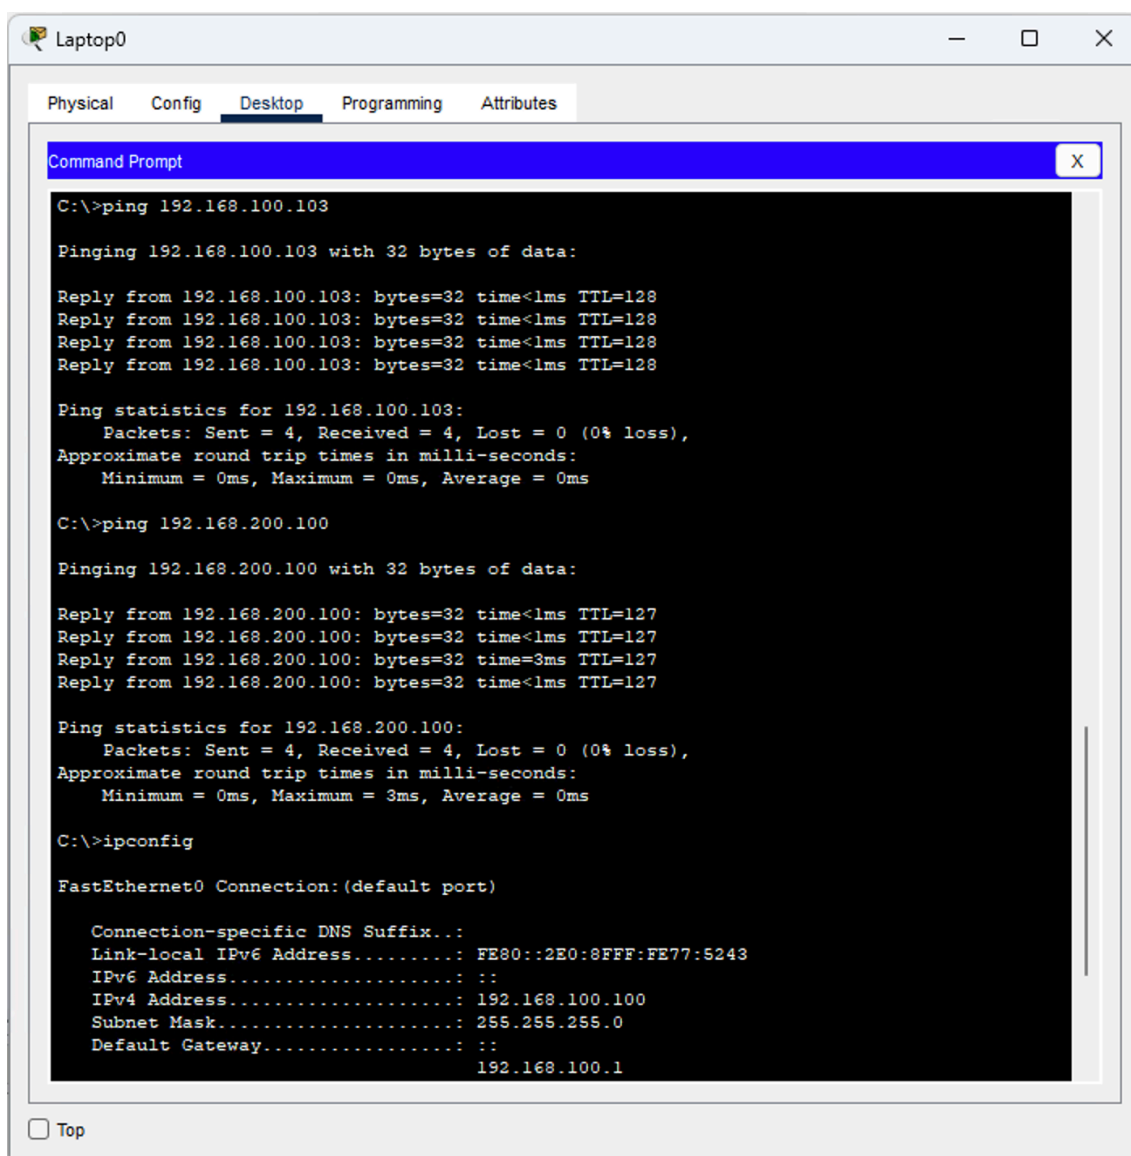 Laptop0
Physical Config Desktop Programming Attributes
Command Prompt X
C:\>ping 192.168.100.103
Pinging 192.168.100.103 with 32 bytes of data:
Reply from 192.168.100.103: bytes=32 time<1ms TTL=128
Reply from 192.168.100.103: bytes=32 time<1ms TTL=128
Reply from 192.168.100.103: bytes=32 time<1ms TTL=128
Reply from 192.168.100.103: bytes=32 time<1ms TTL=128
Ping statistics for 192.168.100.103:
Packets: Sent = 4, Received = 4, Lost = 0 (0% loss),
Approximate round trip times in milli-seconds:
Minimum = 0ms, Maximum = 0ms, Average = 0ms
C:\>ping 192.168.200.100
Pinging 192.168.200.100 with 32 bytes of data:
Reply from 192.168.200.100: bytes=32 time<1ms TTL=127
Reply from 192.168.200.100: bytes=32 time<1ms TTL=127
Reply from 192.168.200.100: bytes=32 time=3ms TTL=127
Reply from 192.168.200.100: bytes=32 time<1ms TTL=127
Ping statistics for 192.168.200.100:
Packets: Sent = 4, Received = 4, Lost = 0 (0% loss),
Approximate round trip times in milli-seconds:
Minimum = 0ms, Maximum = 3ms, Average = 0ms
C:\>ipconfig
FastEthernet0 Connection:(default port)
Connection-specific DNS Suffix..:
Link-local IPv6 Address.........: FE80::2E0:8FFF:FE77:5243
IPv6 Address....................: ::
IPv4 Address....................: 192.168.100.100
Subnet Mask.....................: 255.255.255.0
Default Gateway.................: ::
192.168.100.1
Top